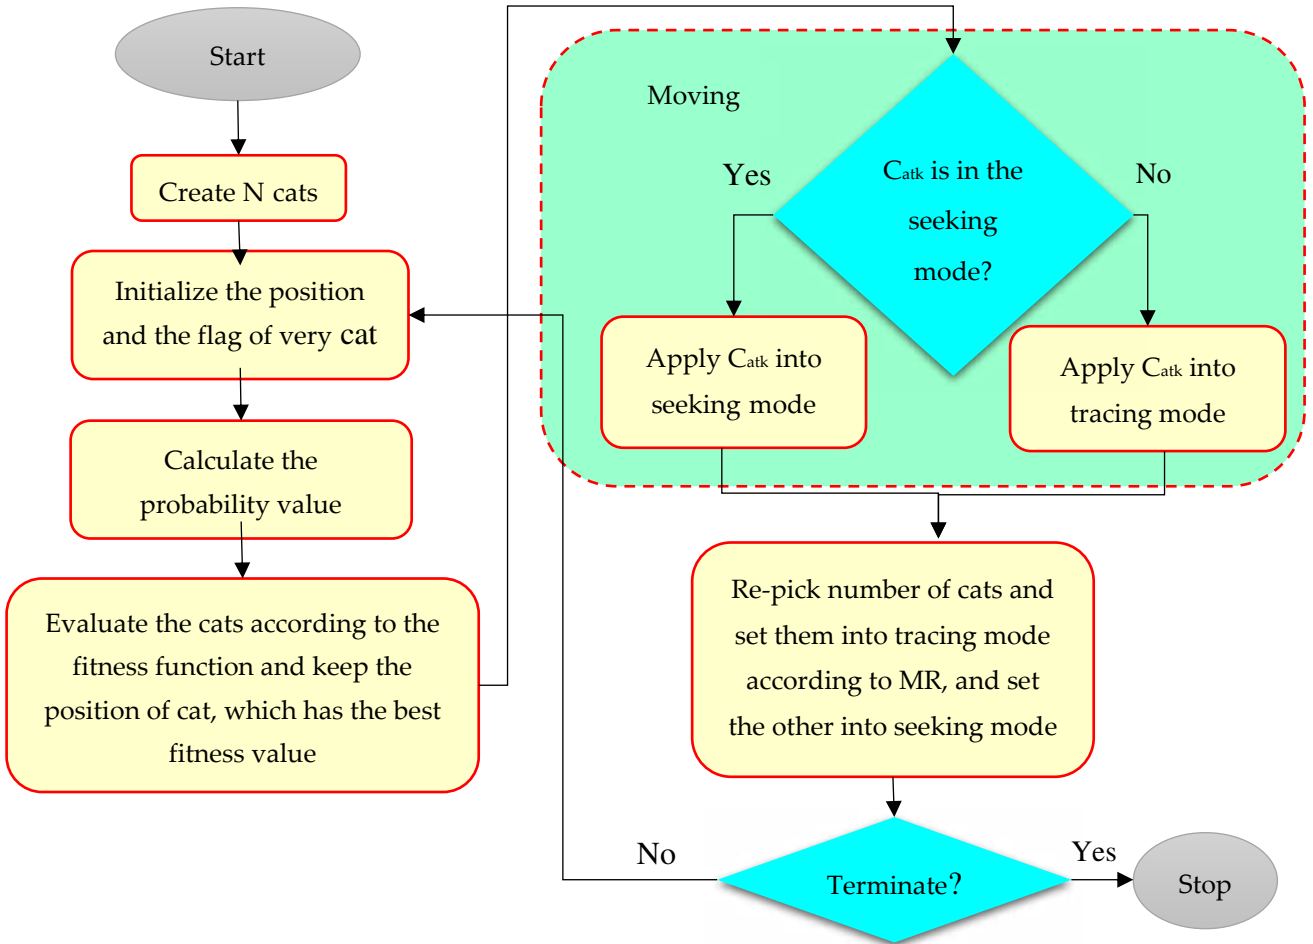 Start
Create N cats
Initialize the position
and the flag of very cat
Calculate the
probability value
Evaluate the cats according to the
fitness function and keep the
position of cat, which has the best
fitness value
Moving
Catk is in the
seeking
mode?
Yes
No
Apply Catk into
seeking mode
Apply Catk into
tracing mode
Re-pick number of cats and
set them into tracing mode
according to MR, and set
the other into seeking mode
Terminate?
No
Yes
Stop